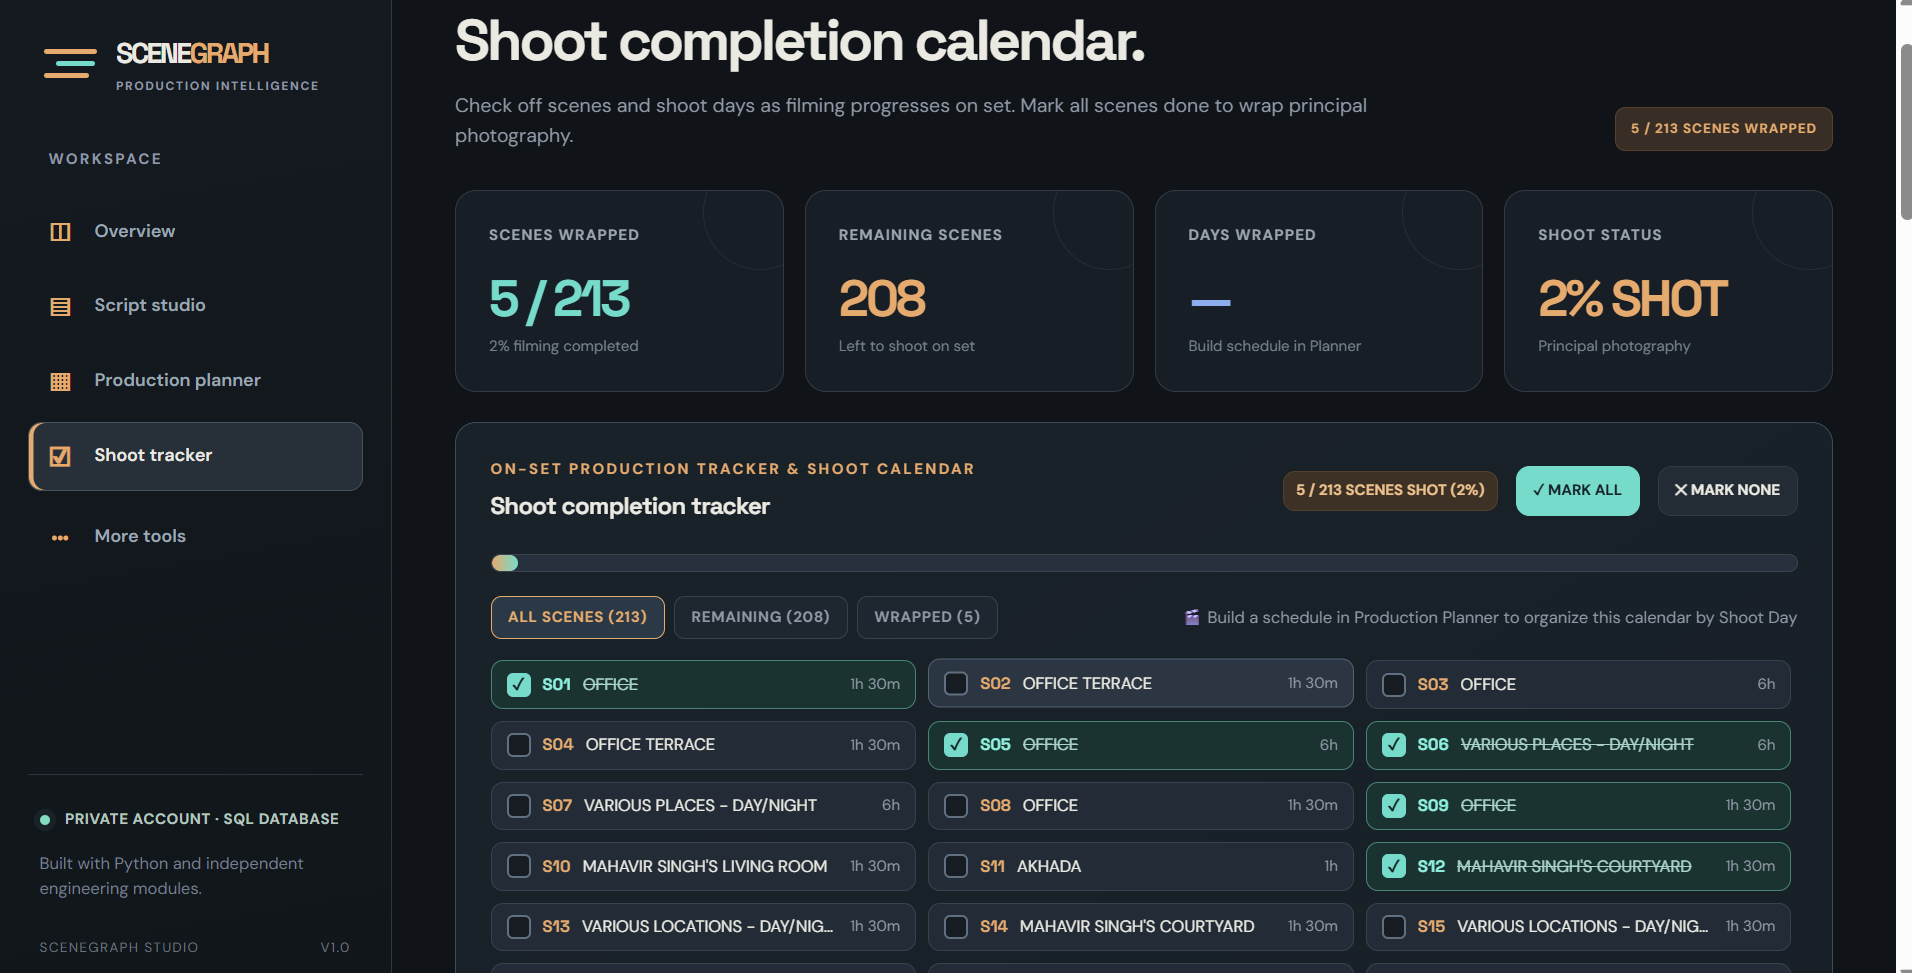 SCENEGRAPH
PRODUCTION INTELLIGENCE
WORKSPACE
Overview
Script studio
Production planner
Shoot tracker
More tools
PRIVATE ACCOUNT · SQL DATABASE
Built with Python and independent
engineering modules.
SCENEGRAPH STUDIO V1.0
Shoot completion calendar.
Check off scenes and shoot days as filming progresses on set. Mark all scenes done to wrap principal
photography.
5 / 213 SCENES WRAPPED
SCENES WRAPPED
5 / 213
2% filming completed
REMAINING SCENES
208
Left to shoot on set
DAYS WRAPPED
—
Build schedule in Planner
SHOOT STATUS
2% SHOT
Principal photography
ON-SET PRODUCTION TRACKER & SHOOT CALENDAR
Shoot completion tracker
5 / 213 SCENES SHOT (2%)
✓ MARK ALL
✕ MARK NONE
ALL SCENES (213)
REMAINING (208)
WRAPPED (5)
🎬 Build a schedule in Production Planner to organize this calendar by Shoot Day
✓ S01 OFFICE 1h 30m
S02 OFFICE TERRACE 1h 30m
S03 OFFICE 6h
S04 OFFICE TERRACE 1h 30m
✓ S05 OFFICE 6h
✓ S06 VARIOUS PLACES - DAY/NIGHT 6h
S07 VARIOUS PLACES - DAY/NIGHT 6h
S08 OFFICE 1h 30m
✓ S09 OFFICE 1h 30m
S10 MAHAVIR SINGH'S LIVING ROOM 1h 30m
S11 AKHADA 1h
✓ S12 MAHAVIR SINGH'S COURTYARD 1h 30m
S13 VARIOUS LOCATIONS - DAY/NIG... 1h 30m
S14 MAHAVIR SINGH'S COURTYARD 1h 30m
S15 VARIOUS LOCATIONS - DAY/NIG... 1h 30m